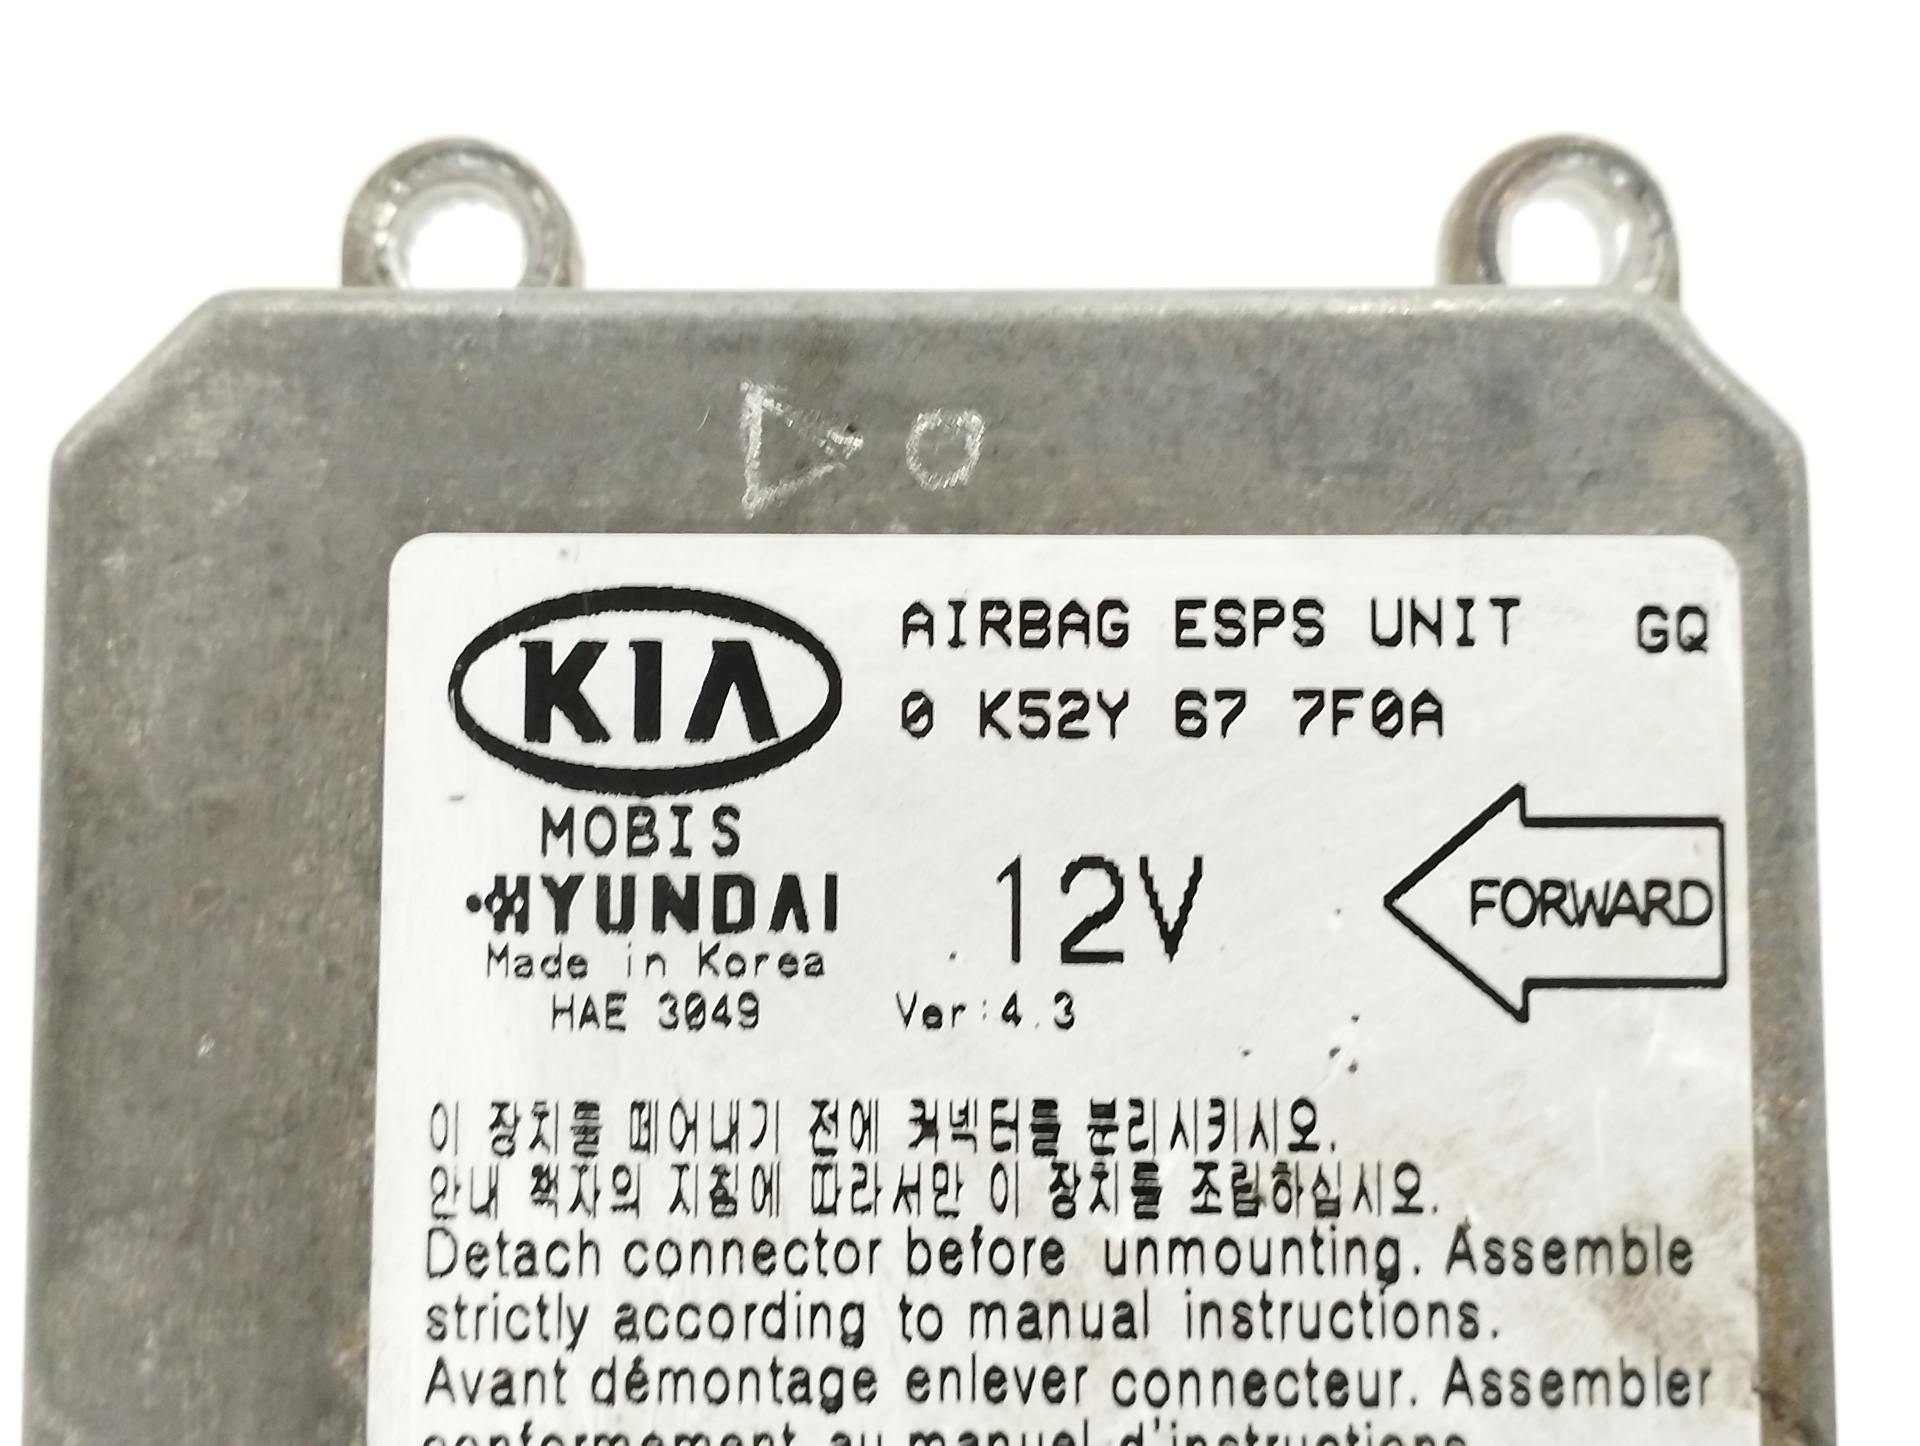 KIA
AIRBAG ESPS UNIT GQ
0 K52Y 67 7F0A
MOBIS
HYUNDAI
12V
FORWARD
Made in Korea
HAE 3049 Ver:4.3
이 장치를 떼어내기 전에 커넥터를 분리시키시오.
안내 책자의 지침에 따라서만 이 장치를 조립하십시오.
Detach connector before unmounting. Assemble
strictly according to manual instructions.
Avant démontage enlever connecteur. Assembler
conformement au manuel d'instructions.